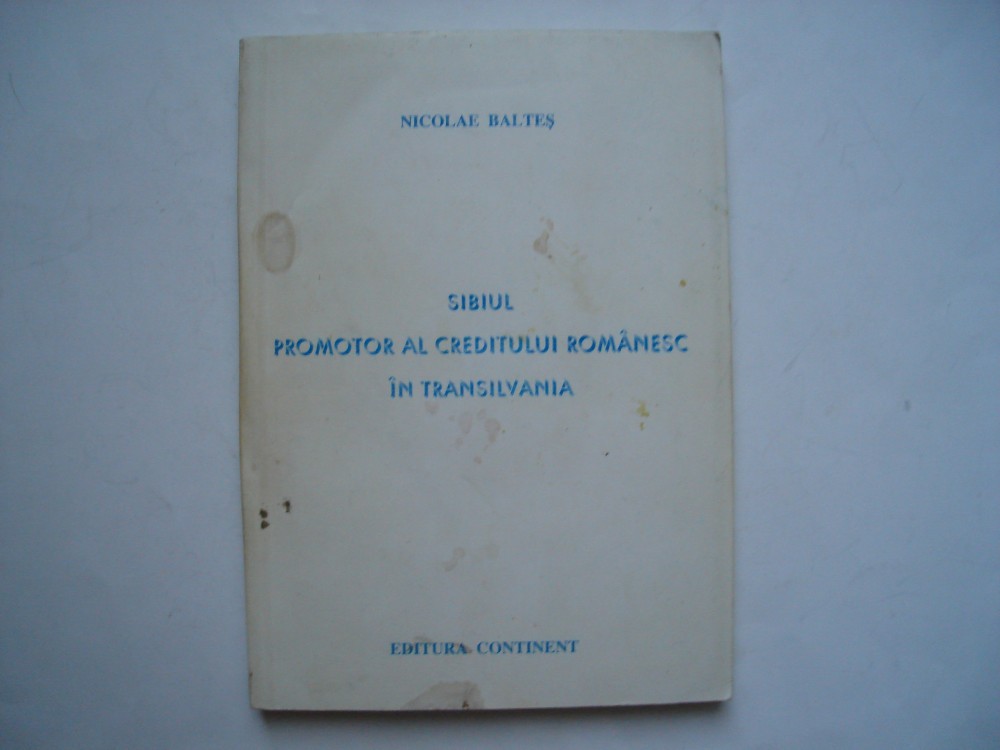 NICOLAE BALTEȘ
SIBIUL
PROMOTOR AL CREDITULUI ROMÂNESC
ÎN TRANSILVANIA
EDITURA CONTINENT